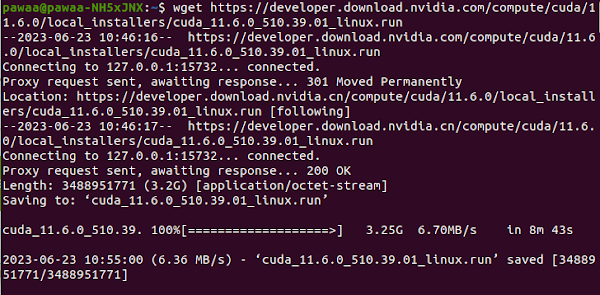 pawaa@pawaa-NH5xJNX:~$ wget https://developer.download.nvidia.com/compute/cuda/1
1.6.0/local_installers/cuda_11.6.0_510.39.01_linux.run
--2023-06-23 10:46:16--  https://developer.download.nvidia.com/compute/cuda/11.6
.0/local_installers/cuda_11.6.0_510.39.01_linux.run
Connecting to 127.0.0.1:15732... connected.
Proxy request sent, awaiting response... 301 Moved Permanently
Location: https://developer.download.nvidia.cn/compute/cuda/11.6.0/local_install
ers/cuda_11.6.0_510.39.01_linux.run [following]
--2023-06-23 10:46:17--  https://developer.download.nvidia.cn/compute/cuda/11.6.
0/local_installers/cuda_11.6.0_510.39.01_linux.run
Connecting to 127.0.0.1:15732... connected.
Proxy request sent, awaiting response... 200 OK
Length: 3488951771 (3.2G) [application/octet-stream]
Saving to: ‘cuda_11.6.0_510.39.01_linux.run’
cuda_11.6.0_510.39. 100%[===================>]   3.25G  6.70MB/s    in 8m 43s
2023-06-23 10:55:00 (6.36 MB/s) - ‘cuda_11.6.0_510.39.01_linux.run’ saved [34889
51771/3488951771]